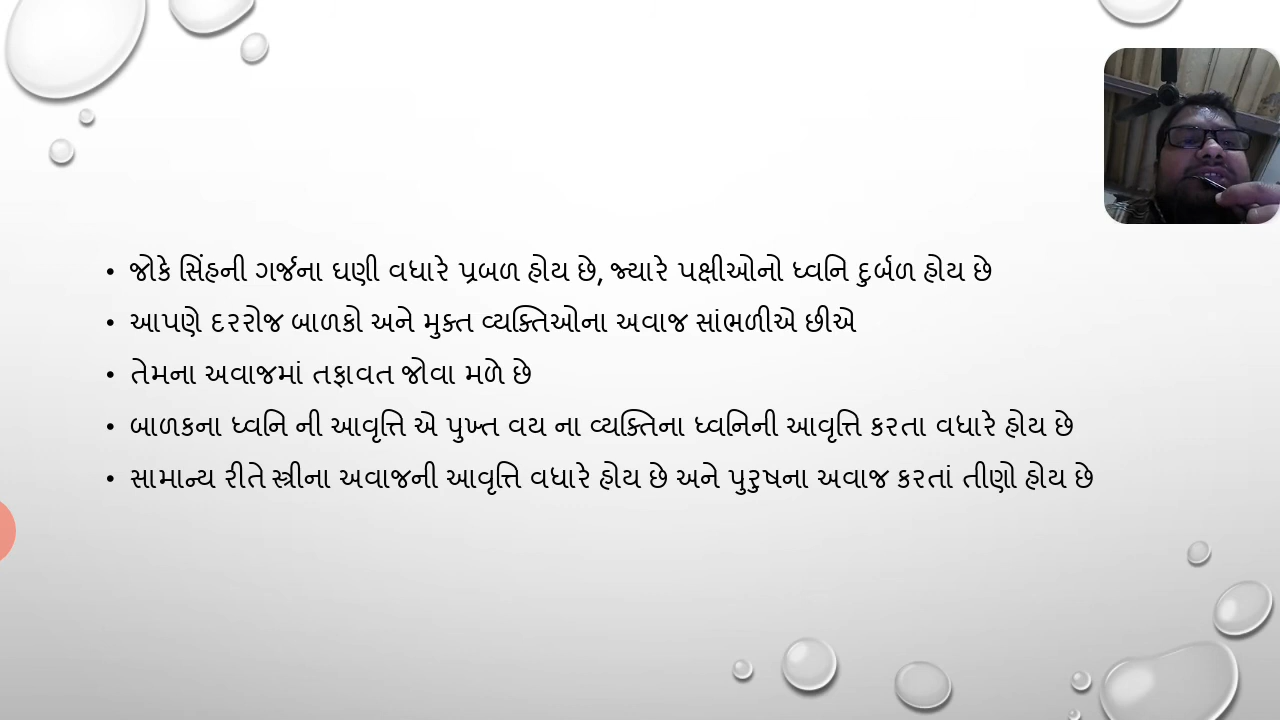 • જોકે સિંહની ગર્જના ઘણી વધારે પ્રબળ હોય છે, જ્યારે પક્ષીઓનો ધ્વનિ દુર્બળ હોય છે
• આપણે દરરોજ બાળકો અને મુક્ત વ્યક્તિઓના અવાજ સાંભળીએ છીએ
• તેમના અવાજમાં તફાવત જોવા મળે છે
• બાળકના ધ્વનિ ની આવૃત્તિ એ પુખ્ત વય ના વ્યક્તિના ધ્વનિની આવૃત્તિ કરતા વધારે હોય છે
• સામાન્ય રીતે સ્ત્રીના અવાજની આવૃત્તિ વધારે હોય છે અને પુરુષના અવાજ કરતાં તીણો હોય છે